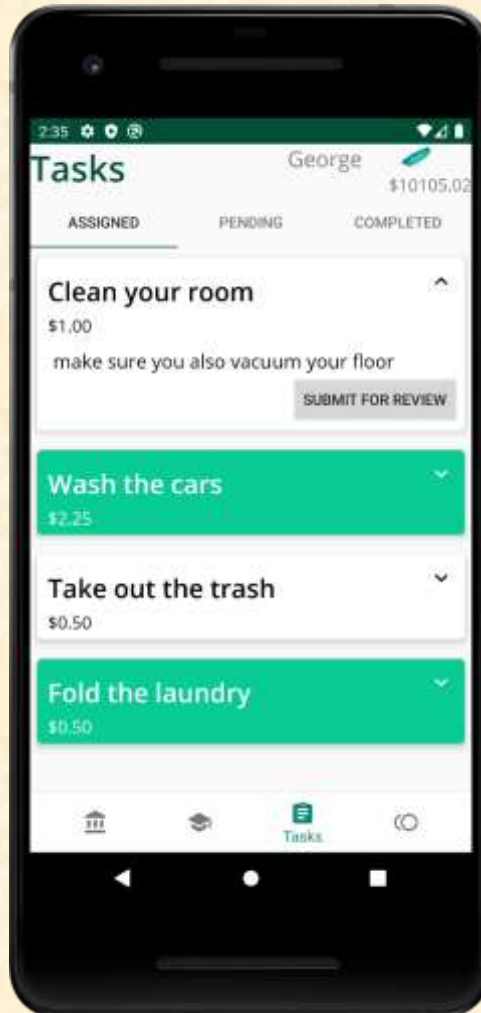 2:35
Tasks George
$10105.02
ASSIGNED PENDING COMPLETED
Clean your room
$1.00
make sure you also vacuum your floor
SUBMIT FOR REVIEW
Wash the cars
$2.25
Take out the trash
$0.50
Fold the laundry
$0.50
Tasks